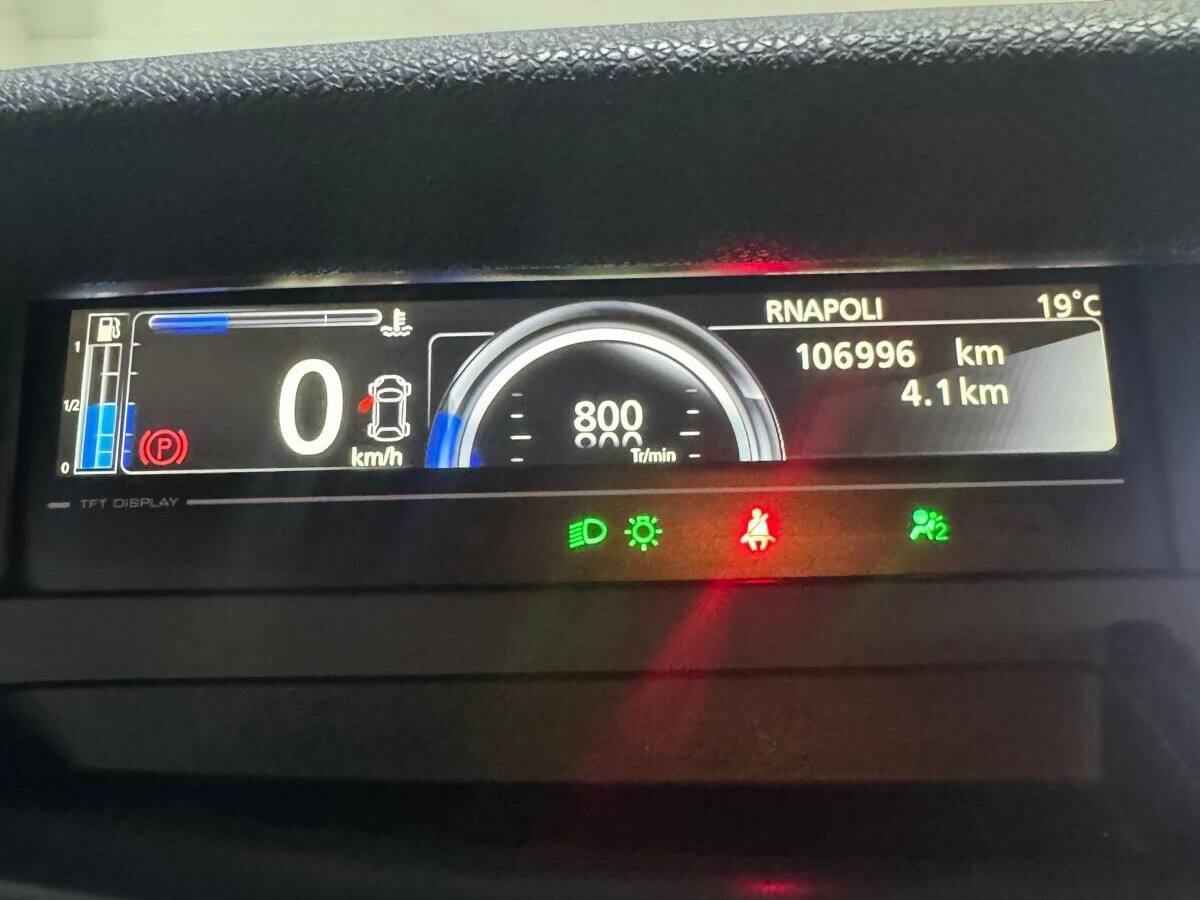 RNAPOLI 19°C
1
106996 km
4.1 km
1/2
0
P
0
km/h
800
Tr/min
TFT DISPLAY
2